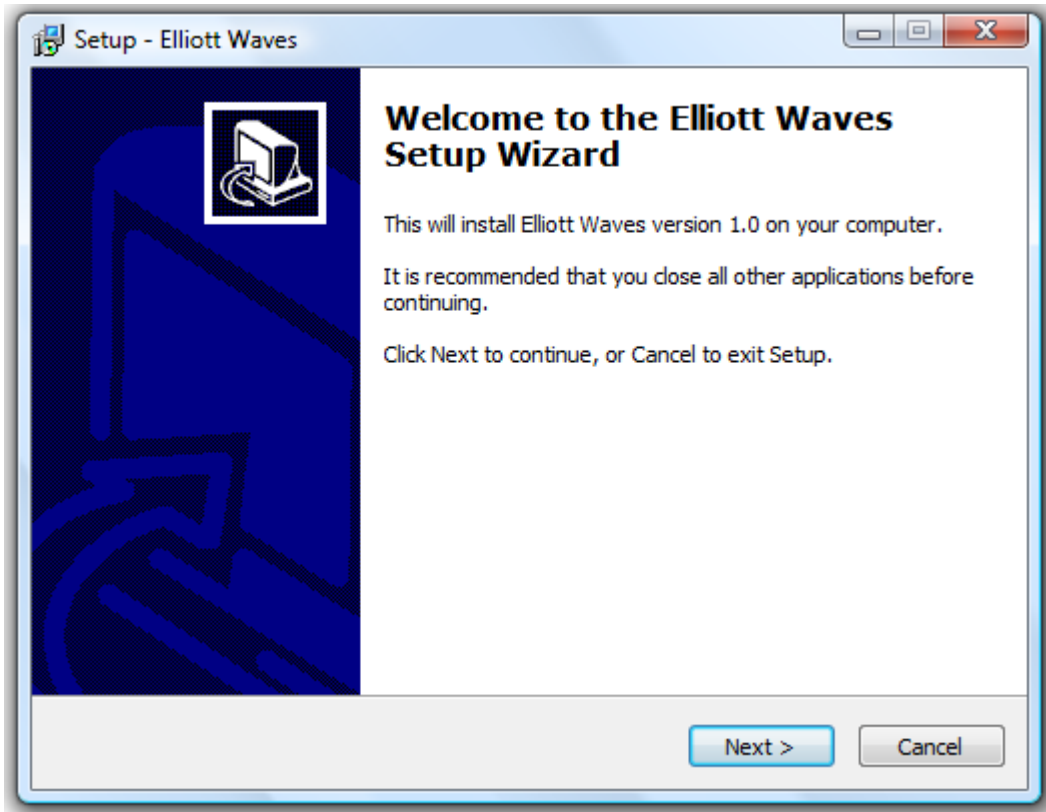 Setup - Elliott Waves
Welcome to the Elliott Waves
Setup Wizard
This will install Elliott Waves version 1.0 on your computer.
It is recommended that you close all other applications before
continuing.
Click Next to continue, or Cancel to exit Setup.
Next >
Cancel